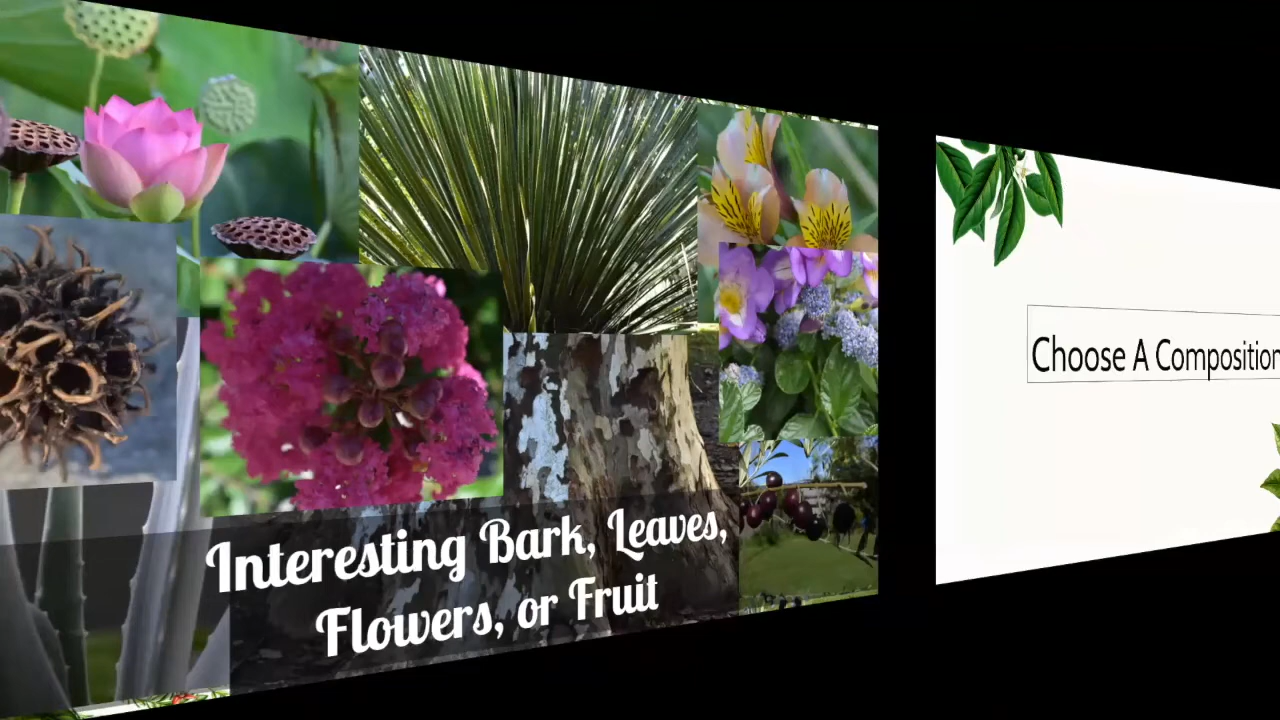 Interesting Bark, Leaves,
Flowers, or Fruit
Choose A Composition